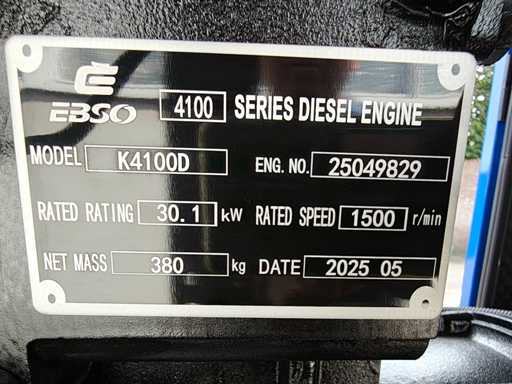 EBSO 4100 SERIES DIESEL ENGINE
MODEL K4100D ENG. NO. 25049829
RATED RATING 30.1 kW RATED SPEED 1500 r/min
NET MASS 380 kg DATE 2025 05